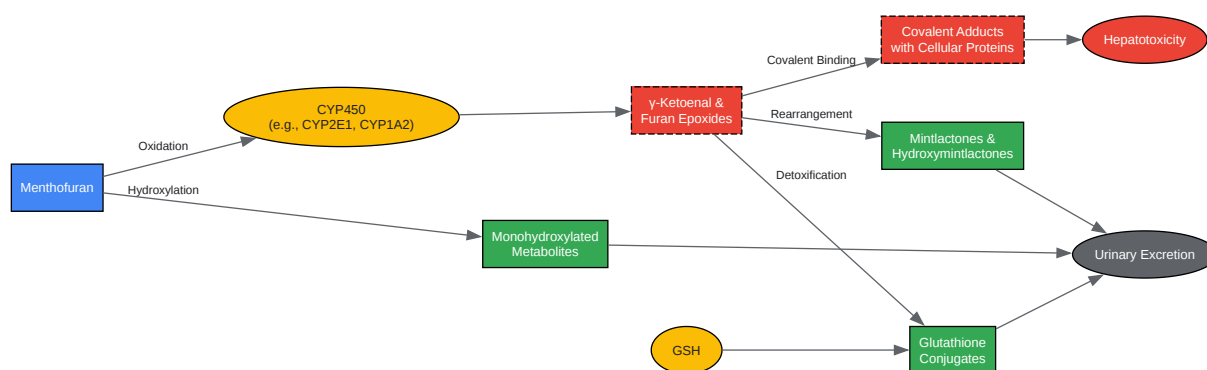 Covalent Adducts
with Cellular Proteins
Hepatotoxicity
Covalent Binding
CYP450
(e.g., CYP2E1, CYP1A2)
γ-Ketoenal &
Furan Epoxides
Rearrangement
Oxidation
Mintlactones &
Hydroxymintlactones
Menthofuran
Hydroxylation
Detoxification
Monohydroxylated
Metabolites
Urinary Excretion
GSH
Glutathione
Conjugates